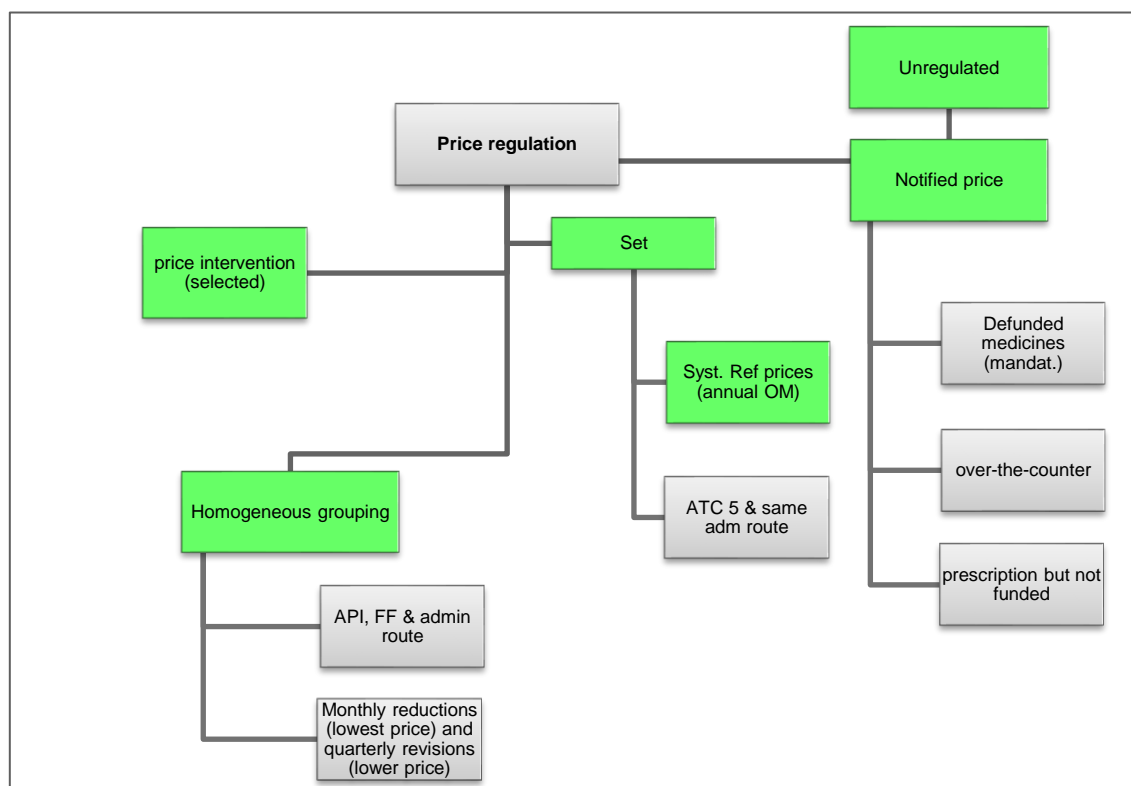 Unregulated
Price regulation
Notified price
Set
price intervention
(selected)
Defunded
medicines
(mandat.)
Syst. Ref prices
(annual OM)
over-the-counter
Homogeneous grouping
ATC 5 & same
adm route
prescription but not
funded
API, FF & admin
route
Monthly reductions
(lowest price) and
quarterly revisions
(lower price)